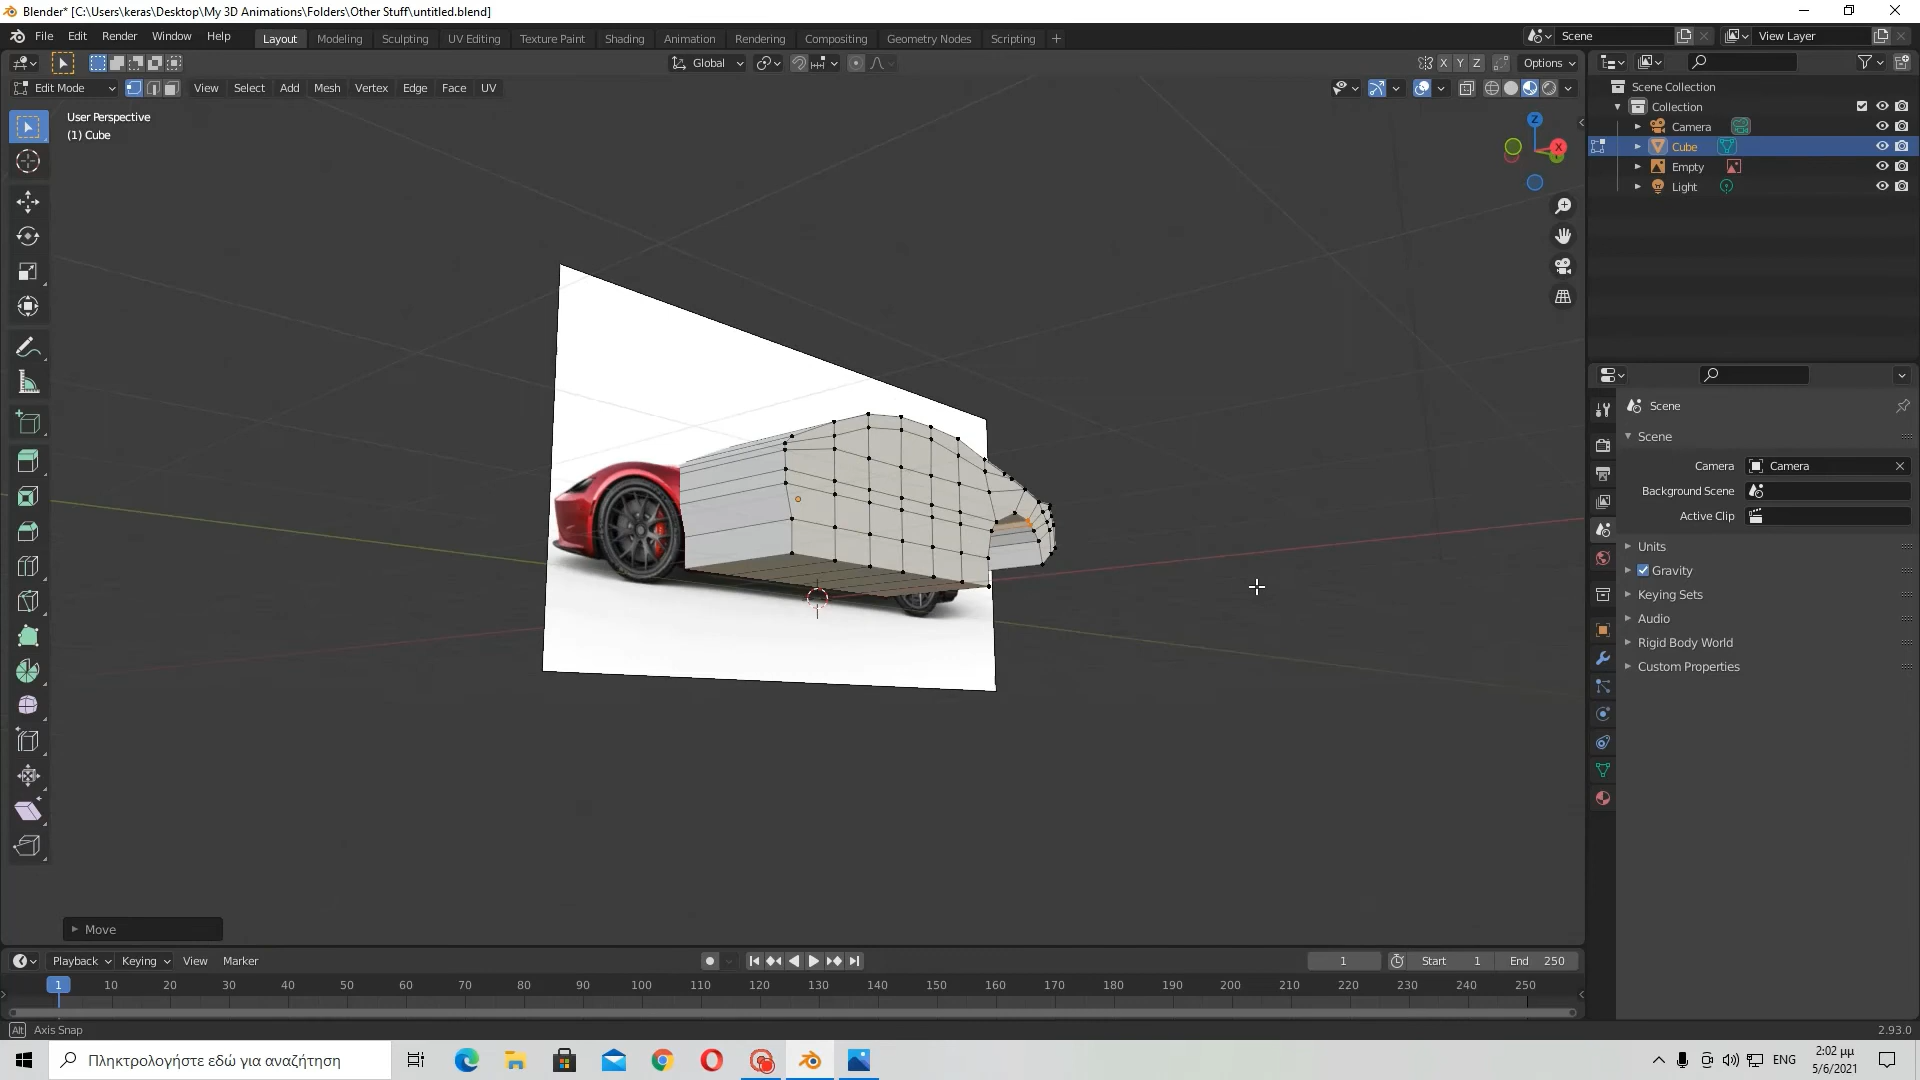 Blender* [C:\Users\keras\Desktop\My 3D Animations\Folders\Other Stuff\untitled.blend]
File Edit Render Window Help Layout Modeling Sculpting UV Editing Texture Paint Shading Animation Rendering Compositing Geometry Nodes Scripting + Scene View Layer
Global X Y Z Options
Edit Mode View Select Add Mesh Vertex Edge Face UV
User Perspective
(1) Cube
Z
X
Scene Collection
Collection
Camera
Cube
Empty
Light
Scene
Scene
Camera Camera
Background Scene
Active Clip
Units
Gravity
Keying Sets
Audio
Rigid Body World
Custom Properties
Move
Playback Keying View Marker 1 Start 1 End 250
1 10 20 30 40 50 60 70 80 90 100 110 120 130 140 150 160 170 180 190 200 210 220 230 240 250
Alt Axis Snap 2.93.0
Πληκτρολογήστε εδώ για αναζήτηση
ENG
2:02 μμ
5/6/2021